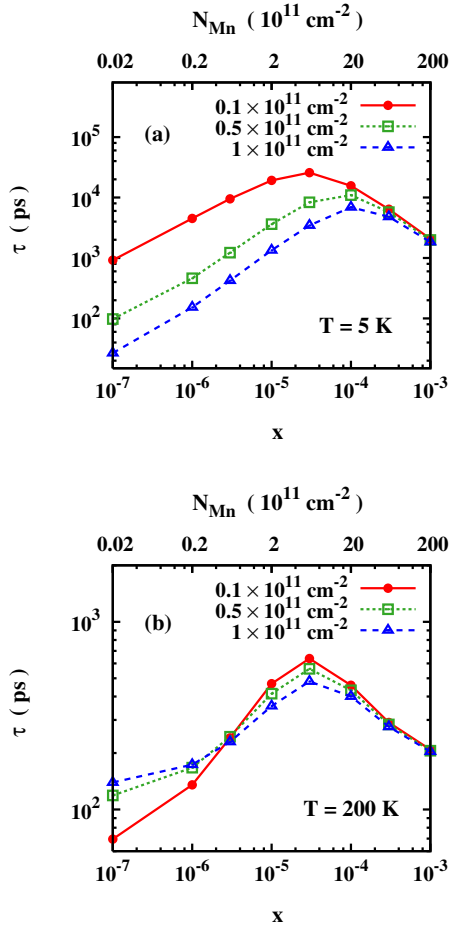 N_Mn ( 10^11 cm^-2 )
0.02 0.2 2 20 200
(a)
0.1 × 10^11 cm^-2
0.5 × 10^11 cm^-2
1 × 10^11 cm^-2
10^5
10^4
10^3
10^2
τ ( ps )
T = 5 K
10^-7 10^-6 10^-5 10^-4 10^-3
x
N_Mn ( 10^11 cm^-2 )
0.02 0.2 2 20 200
(b)
0.1 × 10^11 cm^-2
0.5 × 10^11 cm^-2
1 × 10^11 cm^-2
10^3
10^2
τ ( ps )
T = 200 K
10^-7 10^-6 10^-5 10^-4 10^-3
x